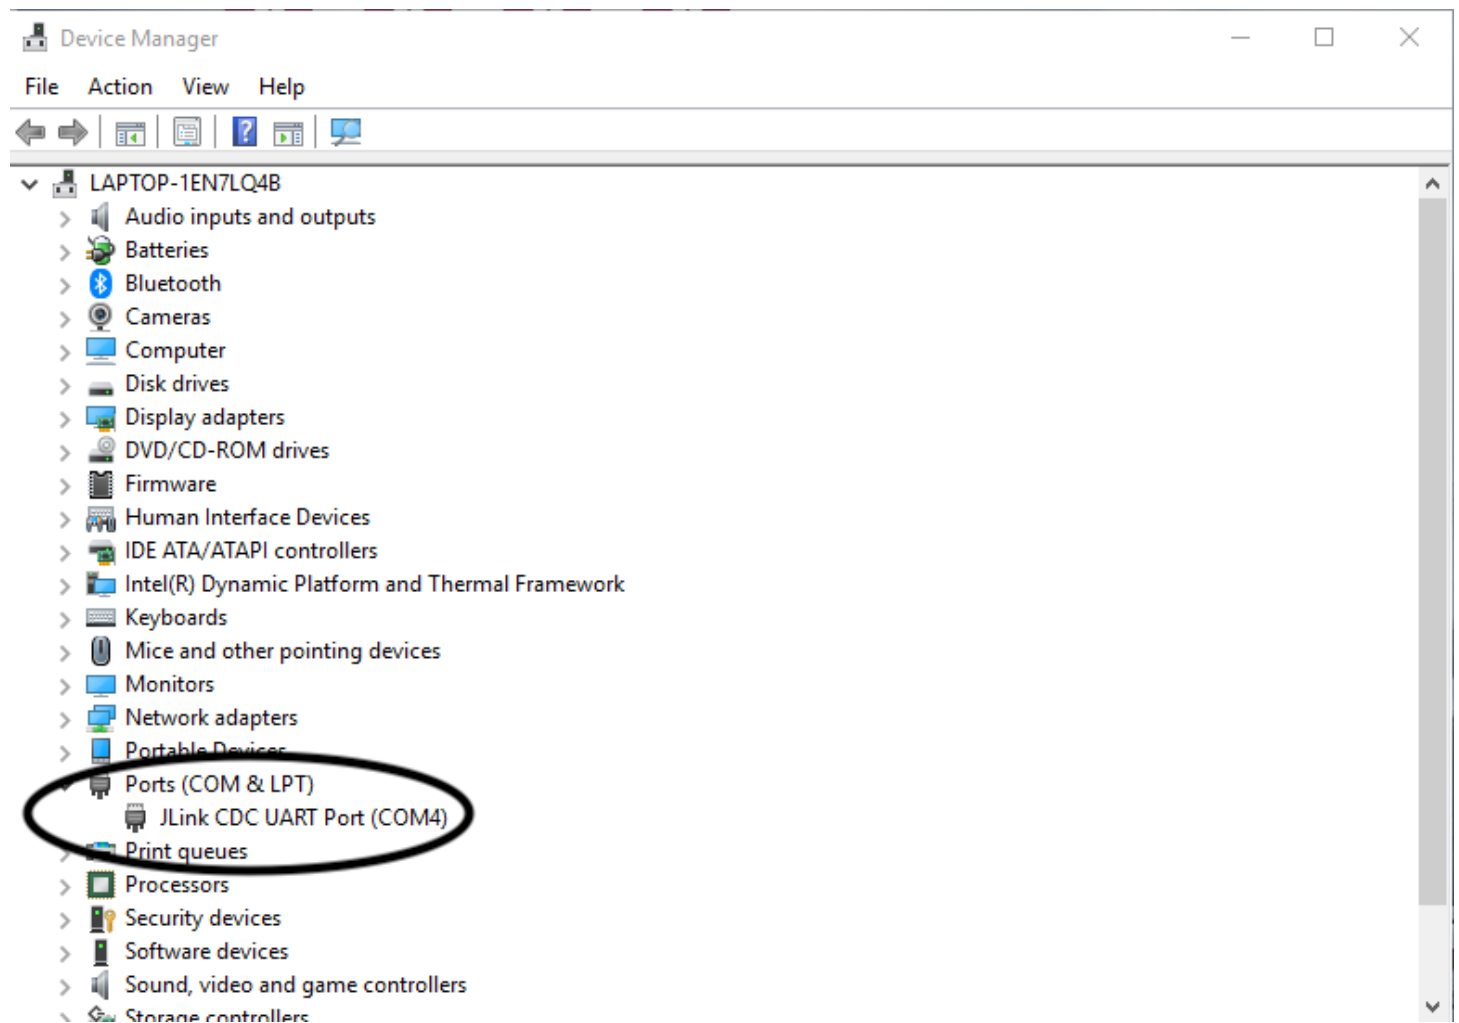 Device Manager
File Action View Help
LAPTOP-1EN7LQ4B
Audio inputs and outputs
Batteries
Bluetooth
Cameras
Computer
Disk drives
Display adapters
DVD/CD-ROM drives
Firmware
Human Interface Devices
IDE ATA/ATAPI controllers
Intel(R) Dynamic Platform and Thermal Framework
Keyboards
Mice and other pointing devices
Monitors
Network adapters
Portable Devices
Ports (COM & LPT)
JLink CDC UART Port (COM4)
Print queues
Processors
Security devices
Software devices
Sound, video and game controllers
Storage controllers